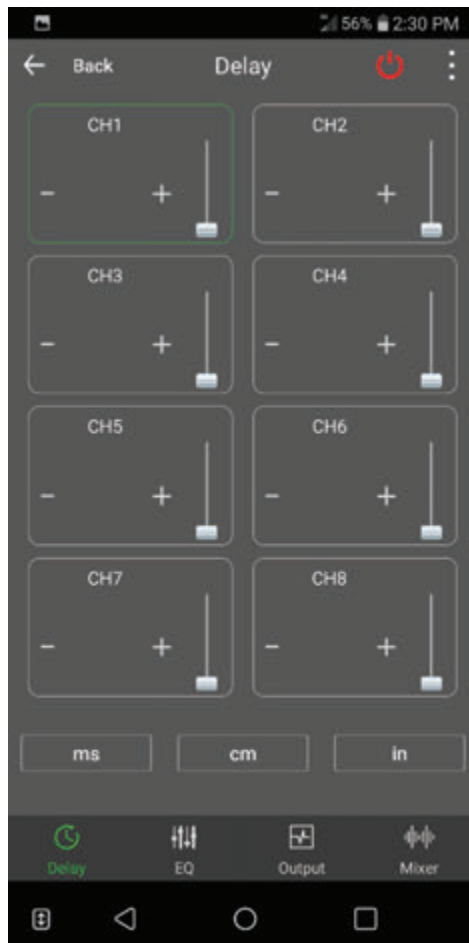 56% 2:30 PM
Back Delay
CH1 CH2
- + - +
CH3 CH4
- + - +
CH5 CH6
- + - +
CH7 CH8
- + - +
ms cm in
Delay EQ Output Mixer